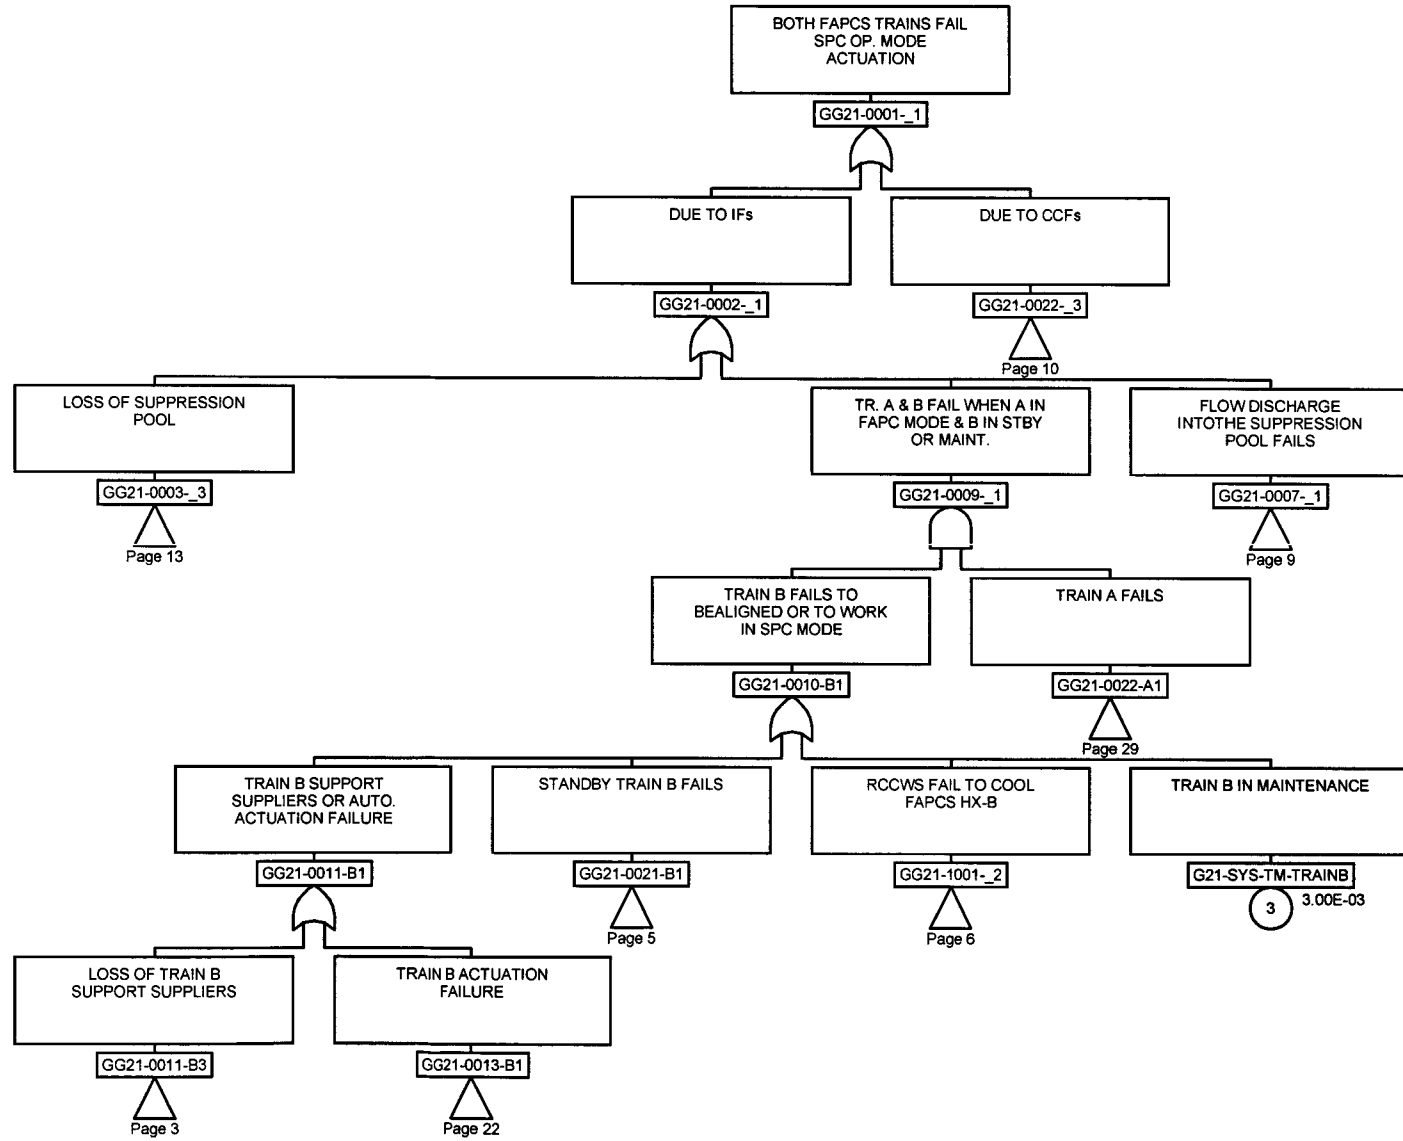 BOTH FAPCS TRAINS FAIL
SPC OP. MODE
ACTUATION
GG21-0001-_1
DUE TO IFs
GG21-0002-_1
DUE TO CCFs
GG21-0022-_3
Page 10
LOSS OF SUPPRESSION
POOL
GG21-0003-_3
Page 13
TR. A & B FAIL WHEN A IN
FAPC MODE & B IN STBY
OR MAINT.
GG21-0009-_1
FLOW DISCHARGE
INTOTHE SUPPRESSION
POOL FAILS
GG21-0007-_1
Page 9
TRAIN B FAILS TO
BEALIGNED OR TO WORK
IN SPC MODE
GG21-0010-B1
TRAIN A FAILS
GG21-0022-A1
Page 29
TRAIN B SUPPORT
SUPPLIERS OR AUTO.
ACTUATION FAILURE
GG21-0011-B1
STANDBY TRAIN B FAILS
GG21-0021-B1
Page 5
RCCWS FAIL TO COOL
FAPCS HX-B
GG21-1001-_2
Page 6
TRAIN B IN MAINTENANCE
G21-SYS-TM-TRAINB
3
3.00E-03
LOSS OF TRAIN B
SUPPORT SUPPLIERS
GG21-0011-B3
Page 3
TRAIN B ACTUATION
FAILURE
GG21-0013-B1
Page 22